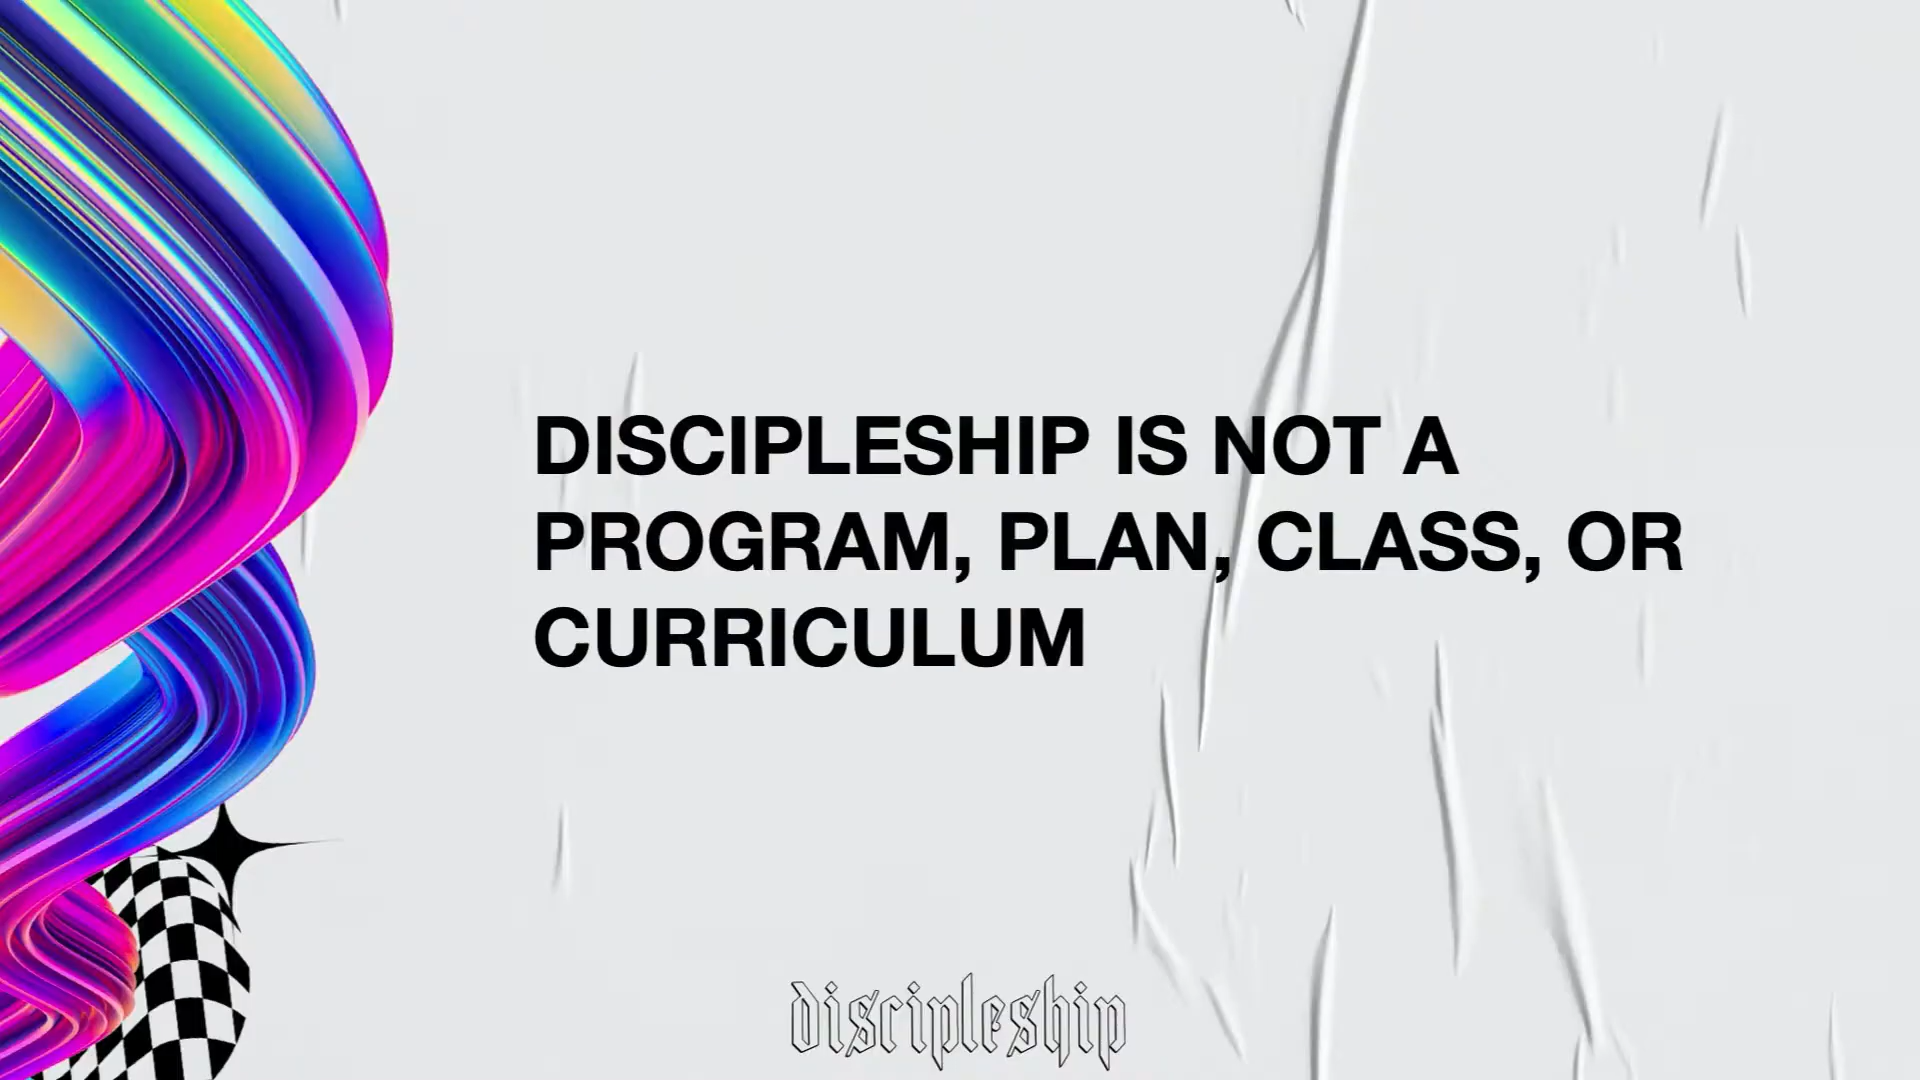 DISCIPLESHIP IS NOT A
PROGRAM, PLAN, CLASS, OR
CURRICULUM
discipleship